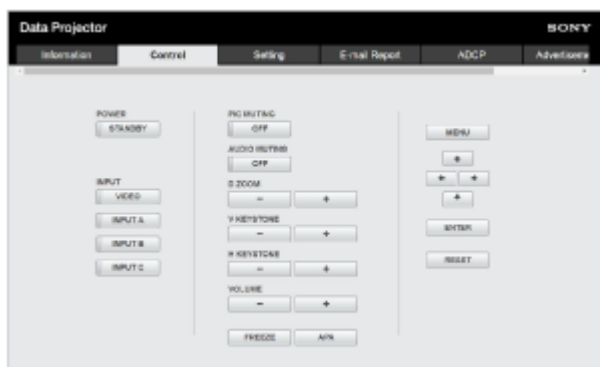 Data Projector
SONY
Information Control Setting E-mail Report ADCP Advertiseme
POWER
STANDBY
INPUT
VIDEO
INPUT A
INPUT B
INPUT C
PIC MUTING
OFF
AUDIO MUTING
OFF
D ZOOM
- +
V KEYSTONE
- +
H KEYSTONE
- +
VOLUME
- +
FREEZE APA
MENU
ENTER
RESET